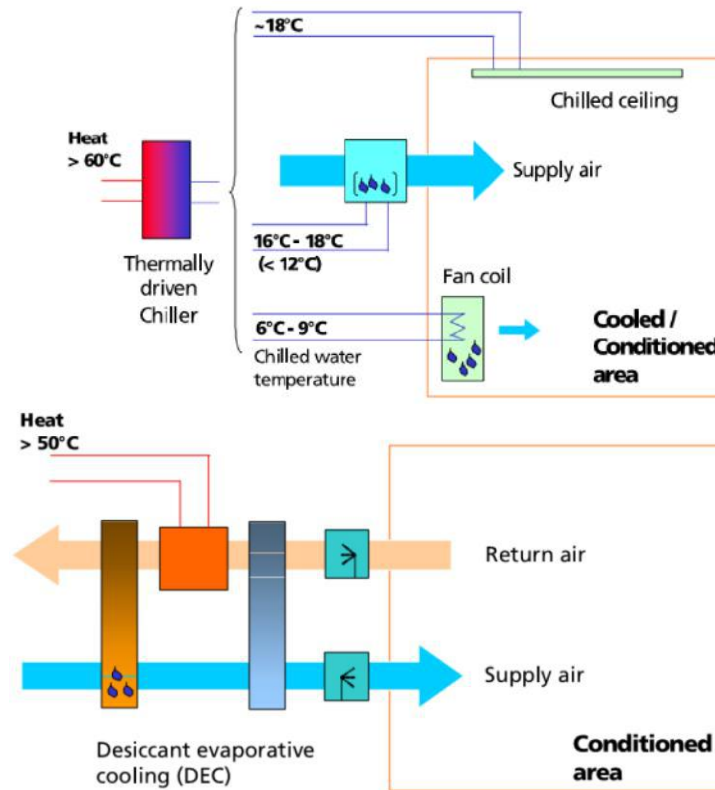 ~18°C
Chilled ceiling
Heat
> 60°C
Supply air
16°C - 18°C
(< 12°C)
Thermally
driven
Chiller
Fan coil
6°C - 9°C
Cooled /
Conditioned
area
Chilled water
temperature
Heat
> 50°C
Return air
Supply air
Desiccant evaporative
cooling (DEC)
Conditioned
area